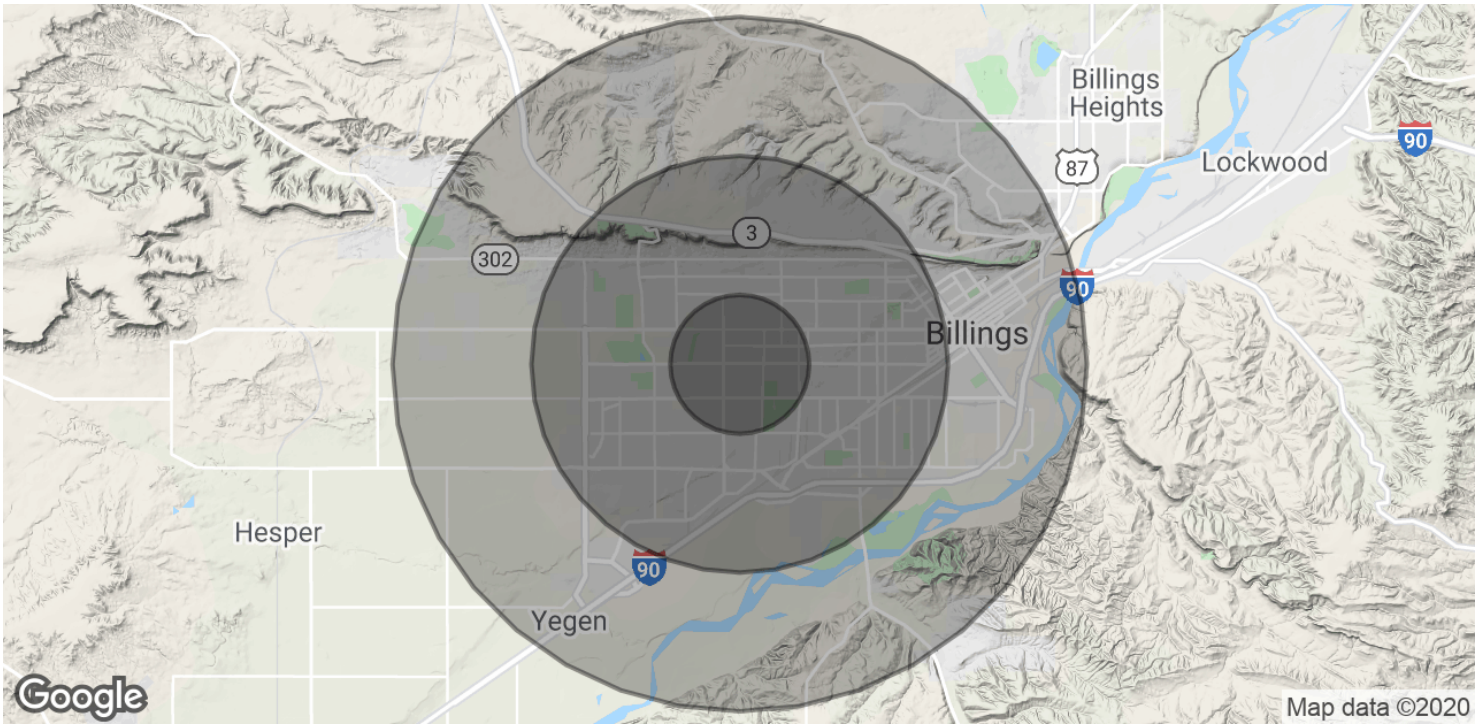 Billings
Heights
87
90
Lockwood
3
302
90
Billings
Hesper
90
Yegen
Google
Map data ©2020